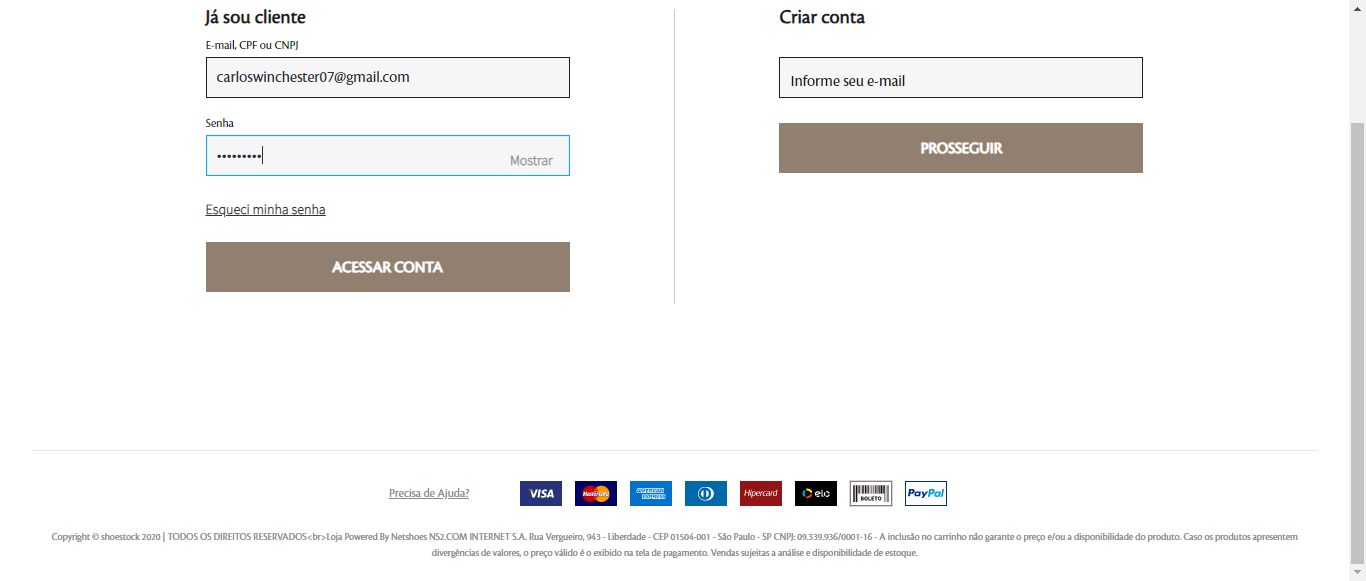 Já sou cliente
E-mail, CPF ou CNPJ
carloswinchester07@gmail.com
Senha
Mostrar
Esqueci minha senha
ACESSAR CONTA
Criar conta
Informe seu e-mail
PROSSEGUIR
Precisa de Ajuda?
VISA
MasterCard
AMERICAN EXPRESS
Hipercard
elo
BOLETO
PayPal
Copyright © shoestock 2020 | TODOS OS DIREITOS RESERVADOS<br>Loja Powered By Netshoes NS2.COM INTERNET S.A. Rua Vergueiro, 943 - Liberdade - CEP 01504-001 - São Paulo - SP CNPJ: 09.339.936/0001-16 - A inclusão no carrinho não garante o preço e/ou a disponibilidade do produto. Caso os produtos apresentem
divergências de valores, o preço válido é o exibido na tela de pagamento. Vendas sujeitas a análise e disponibilidade de estoque.